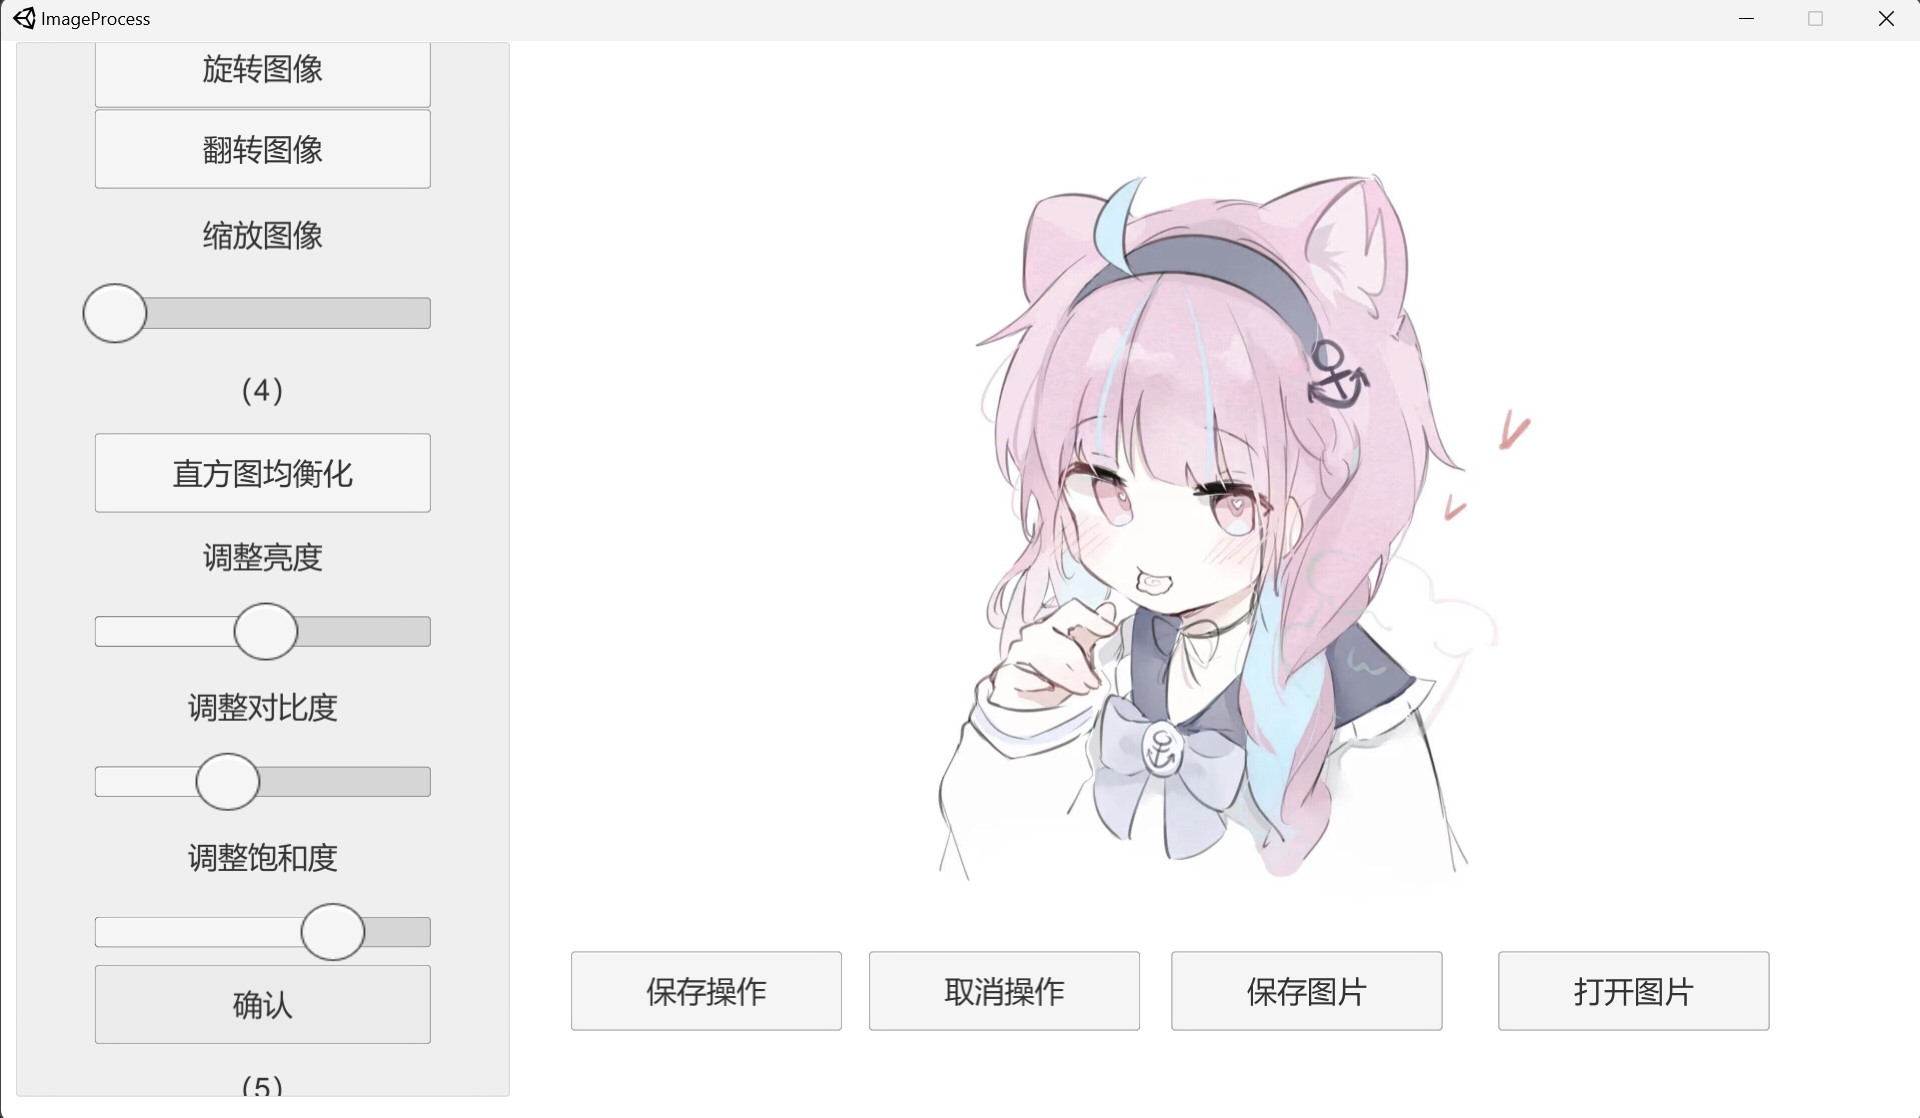 ImageProcess
旋转图像
翻转图像
缩放图像
（4）
直方图均衡化
调整亮度
调整对比度
调整饱和度
确认
（5）
保存操作
取消操作
保存图片
打开图片